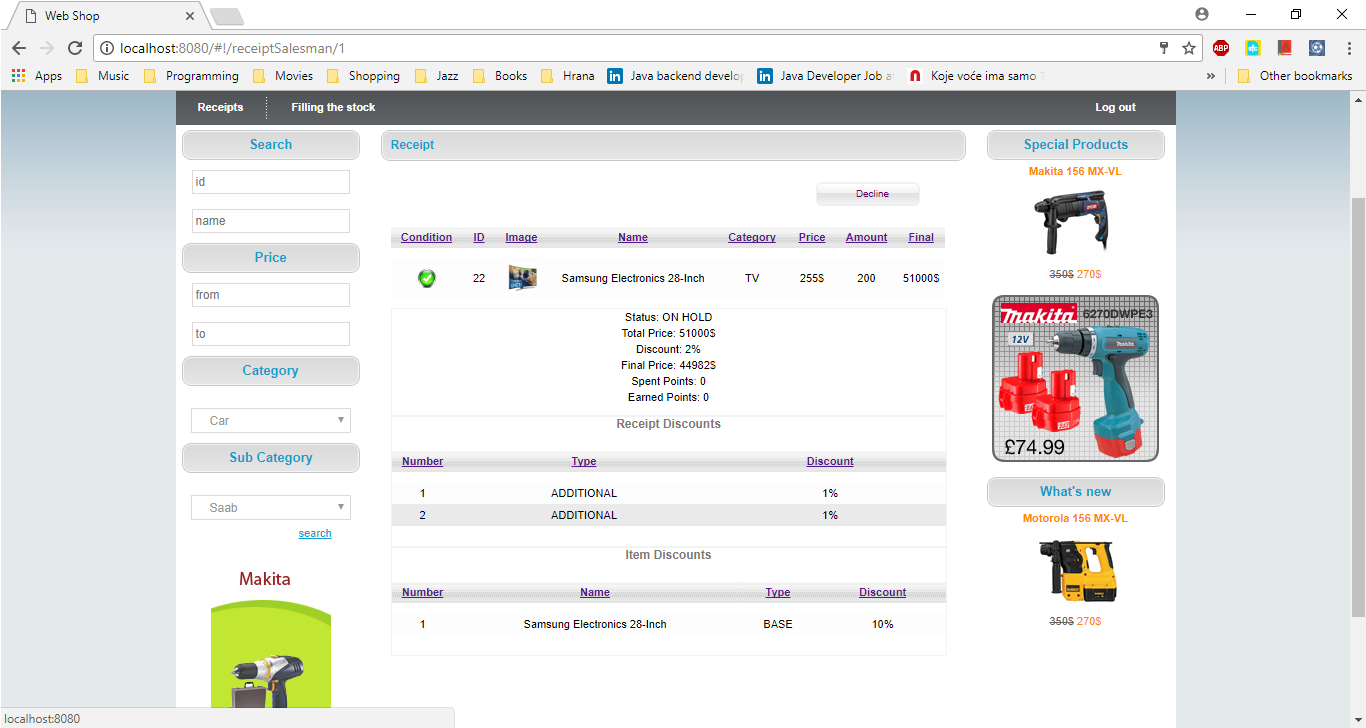 Web Shop
localhost:8080/#!/receiptSalesman/1
ABP
Apps Music Programming Movies Shopping Jazz Books Hrana Java backend develo Java Developer Job a Koje voće ima samo » Other bookmarks
Receipts Filling the stock Log out
Search
id
name
Price
from
to
Category
Car
Sub Category
Saab
search
Makita
Receipt
Decline
Condition ID Image Name Category Price Amount Final
22 Samsung Electronics 28-Inch TV 255$ 200 51000$
Status: ON HOLD
Total Price: 51000$
Discount: 2%
Final Price: 44982$
Spent Points: 0
Earned Points: 0
Receipt Discounts
Number Type Discount
1 ADDITIONAL 1%
2 ADDITIONAL 1%
Item Discounts
Number Name Type Discount
1 Samsung Electronics 28-Inch BASE 10%
Special Products
Makita 156 MX-VL
350$ 270$
Makita 6270DWPE3
12V
£74.99
What's new
Motorola 156 MX-VL
350$ 270$
localhost:8080